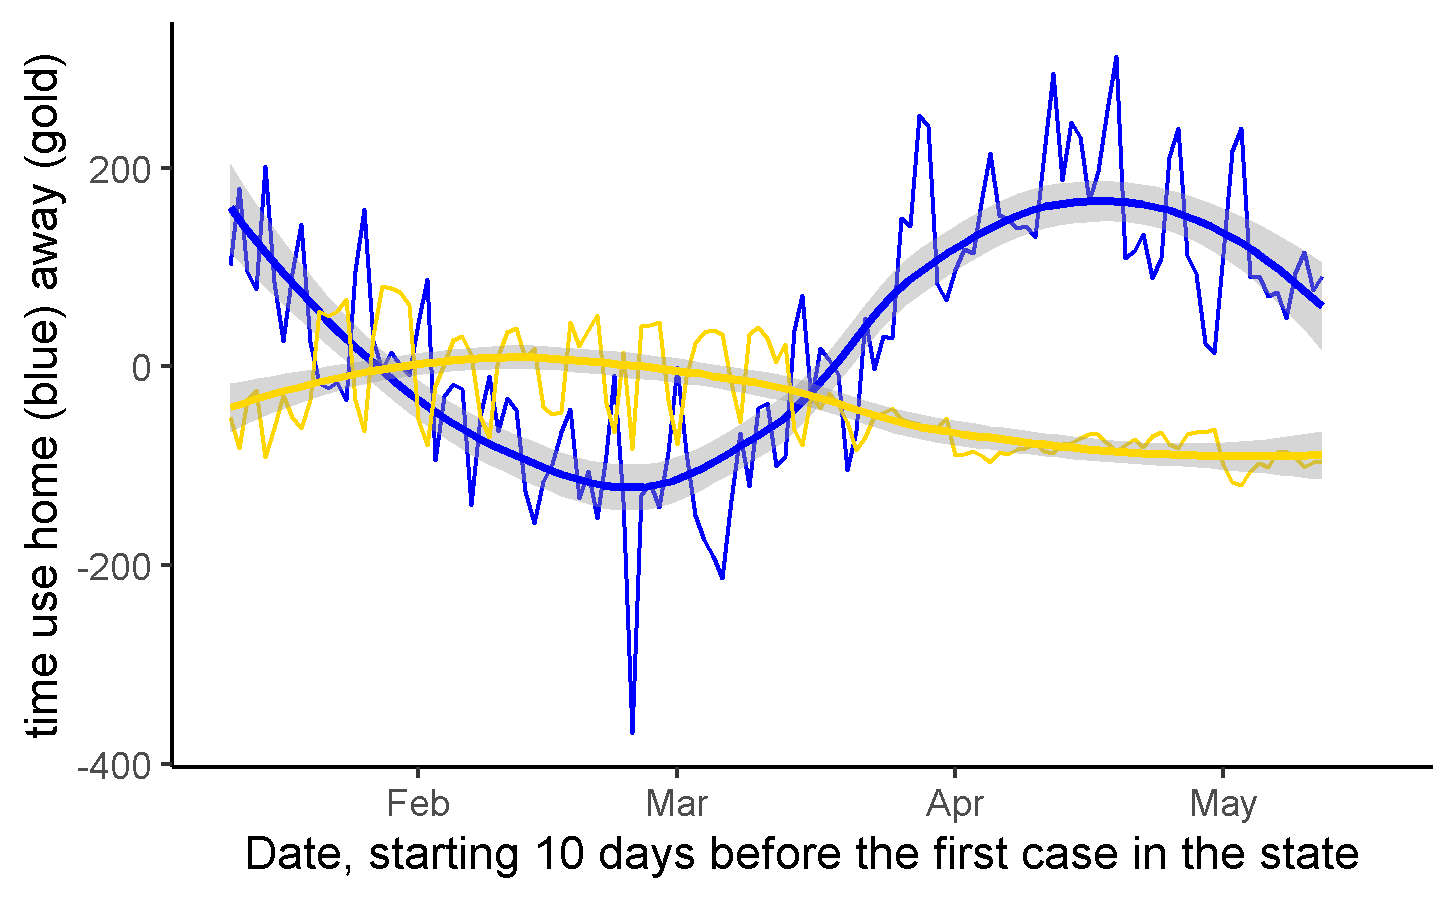 time use home (blue) away (gold)
200
0
-200
-400
Feb Mar Apr May
Date, starting 10 days before the first case in the state